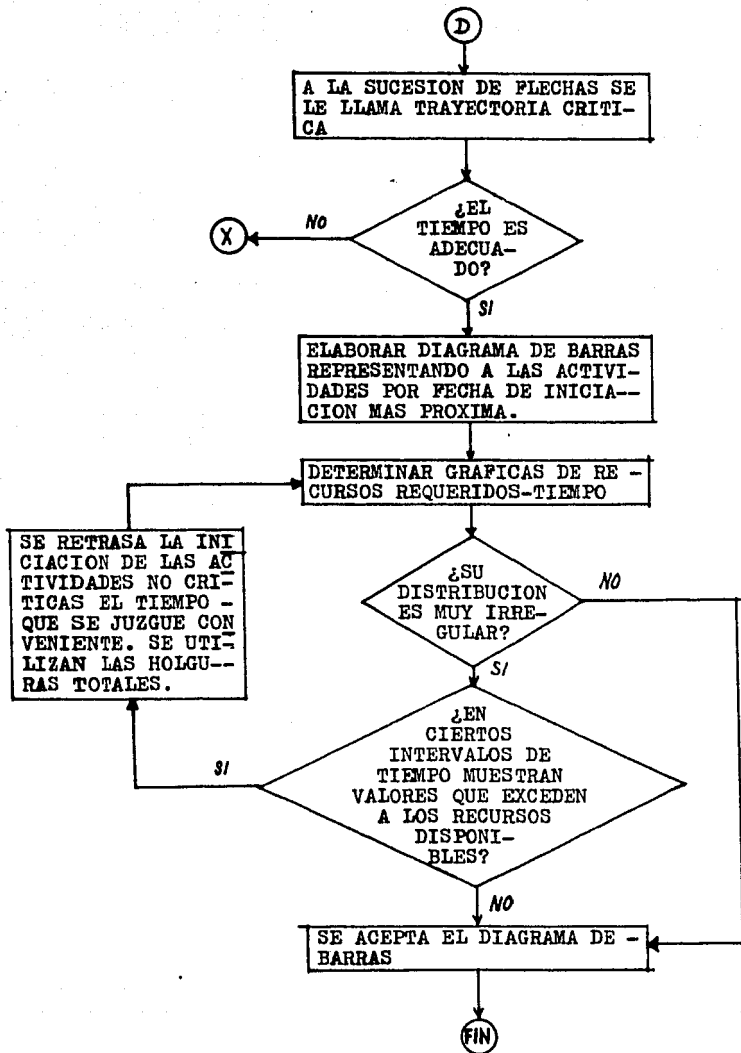 D
A LA SUCESION DE FLECHAS SE
LE LLAMA TRAYECTORIA CRITI-
CA
¿EL
TIEMPO ES
ADECUA-
DO?
NO
X
SI
ELABORAR DIAGRAMA DE BARRAS
REPRESENTANDO A LAS ACTIVI-
DADES POR FECHA DE INICIA--
CION MAS PROXIMA.
DETERMINAR GRAFICAS DE RE -
CURSOS REQUERIDOS-TIEMPO
SE RETRASA LA INI
CIACION DE LAS AC
TIVIDADES NO CRI-
TICAS EL TIEMPO -
QUE SE JUZGUE CON
VENIENTE. SE UTI-
LIZAN LAS HOLGU--
RAS TOTALES.
¿SU
DISTRIBUCION
ES MUY IRRE-
GULAR?
NO
SI
¿EN
CIERTOS
INTERVALOS DE
TIEMPO MUESTRAN
VALORES QUE EXCEDEN
A LOS RECURSOS
DISPONI-
BLES?
SI
NO
SE ACEPTA EL DIAGRAMA DE -
BARRAS
FIN